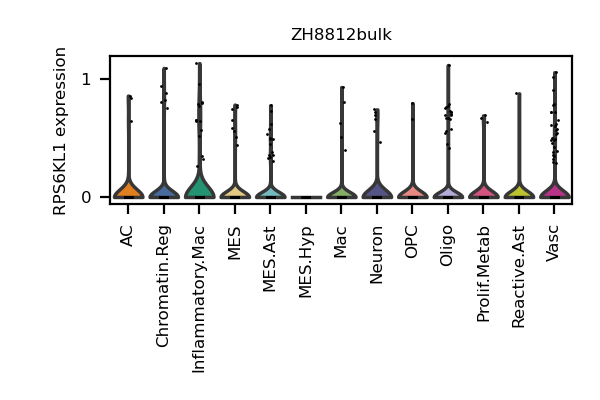 ZH8812bulk
RPS6KL1 expression
1
0
AC
Chromatin.Reg
Inflammatory.Mac
MES
MES.Ast
MES.Hyp
Mac
Neuron
OPC
Oligo
Prolif.Metab
Reactive.Ast
Vasc